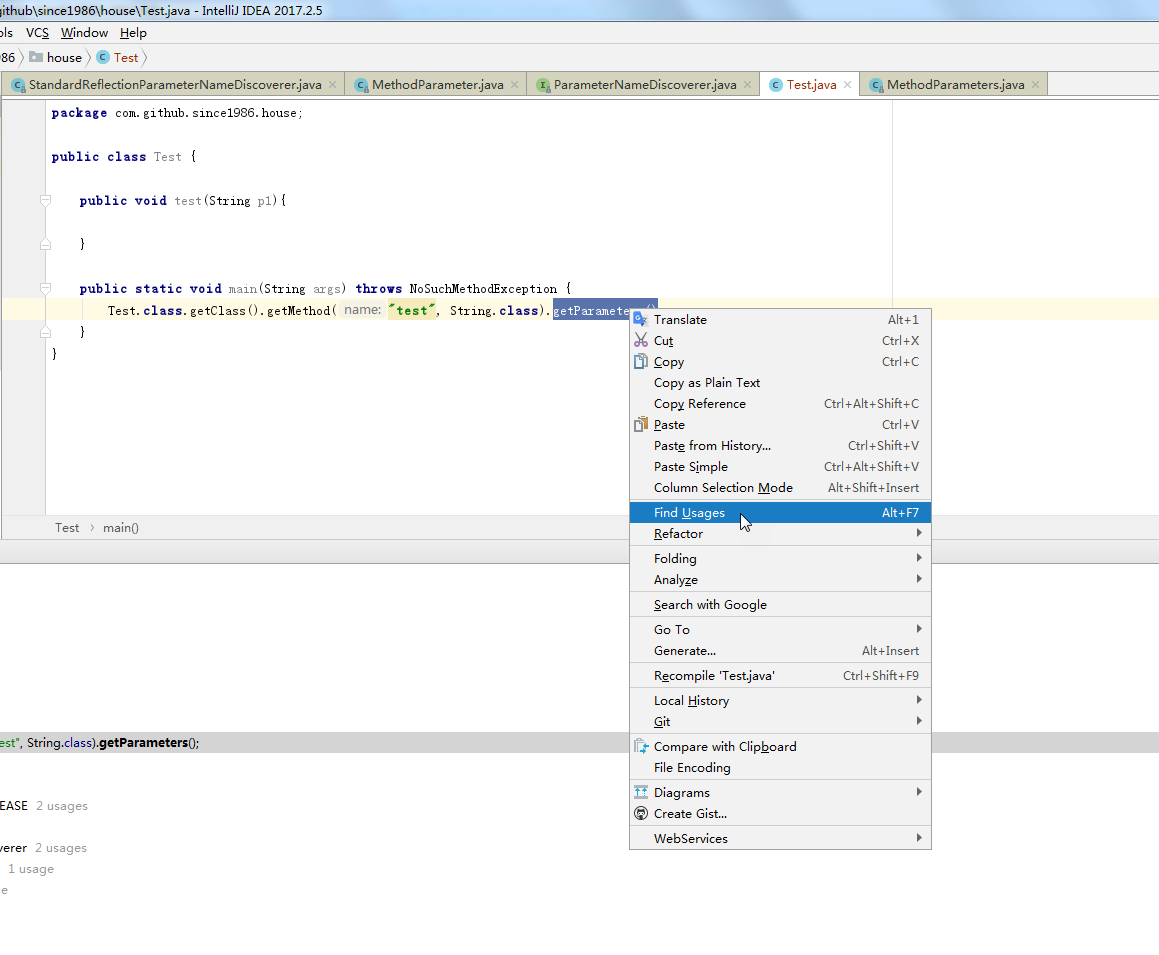 github\since1986\house\Test.java - IntelliJ IDEA 2017.2.5
ols VCS Window Help
86 house Test
StandardReflectionParameterNameDiscoverer.java MethodParameter.java ParameterNameDiscoverer.java Test.java MethodParameters.java
package com.github.since1986.house;
public class Test {
public void test(String p1){
}
public static void main(String args) throws NoSuchMethodException {
Test.class.getClass().getMethod( name: "test", String.class).getParamete
}
}
Translate Alt+1
Cut Ctrl+X
Copy Ctrl+C
Copy as Plain Text
Copy Reference Ctrl+Alt+Shift+C
Paste Ctrl+V
Paste from History... Ctrl+Shift+V
Paste Simple Ctrl+Alt+Shift+V
Column Selection Mode Alt+Shift+Insert
Find Usages Alt+F7
Refactor
Folding
Analyze
Search with Google
Go To
Generate... Alt+Insert
Recompile 'Test.java' Ctrl+Shift+F9
Local History
Git
Compare with Clipboard
File Encoding
Diagrams
Create Gist...
WebServices
Test main()
est", String.class).getParameters();
EASE 2 usages
verer 2 usages
1 usage
e